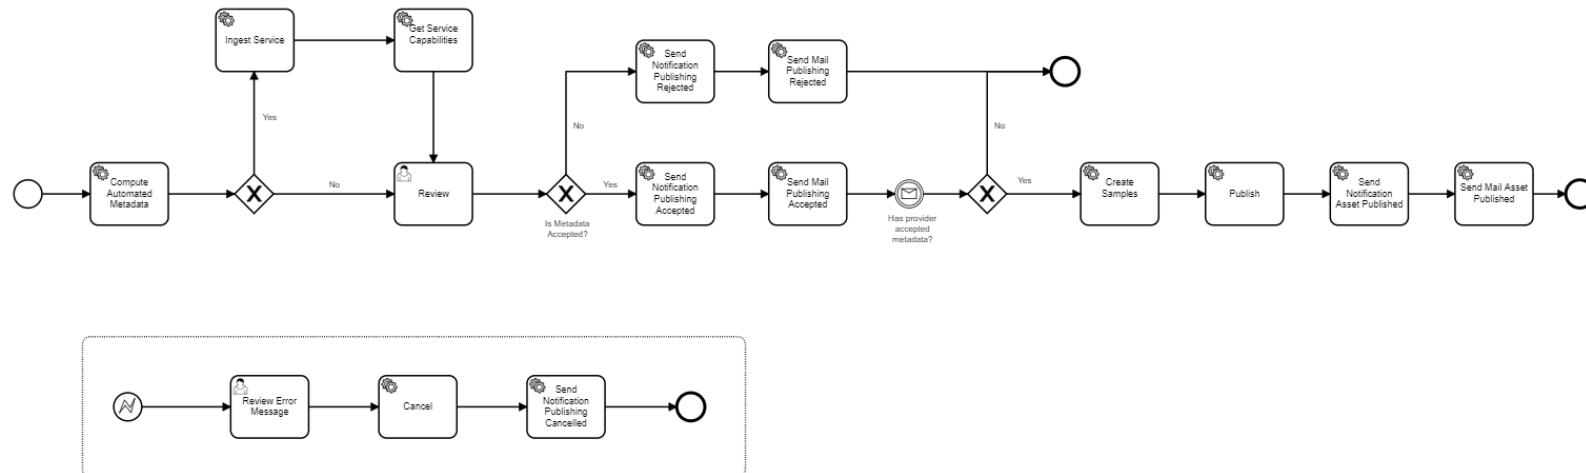 Ingest Service
Get Service
Capabilities
Yes
Send
Notification
Publishing
Rejected
Send Mail
Publishing
Rejected
No
No
Compute
Automated
Metadata
No
Review
Is Metadata
Accepted?
Yes
Send
Notification
Publishing
Accepted
Send Mail
Publishing
Accepted
Has provider
accepted
metadata?
Yes
Create
Samples
Publish
Send
Notification
Asset Published
Send Mail Asset
Published
Review Error
Message
Cancel
Send
Notification
Publishing
Cancelled